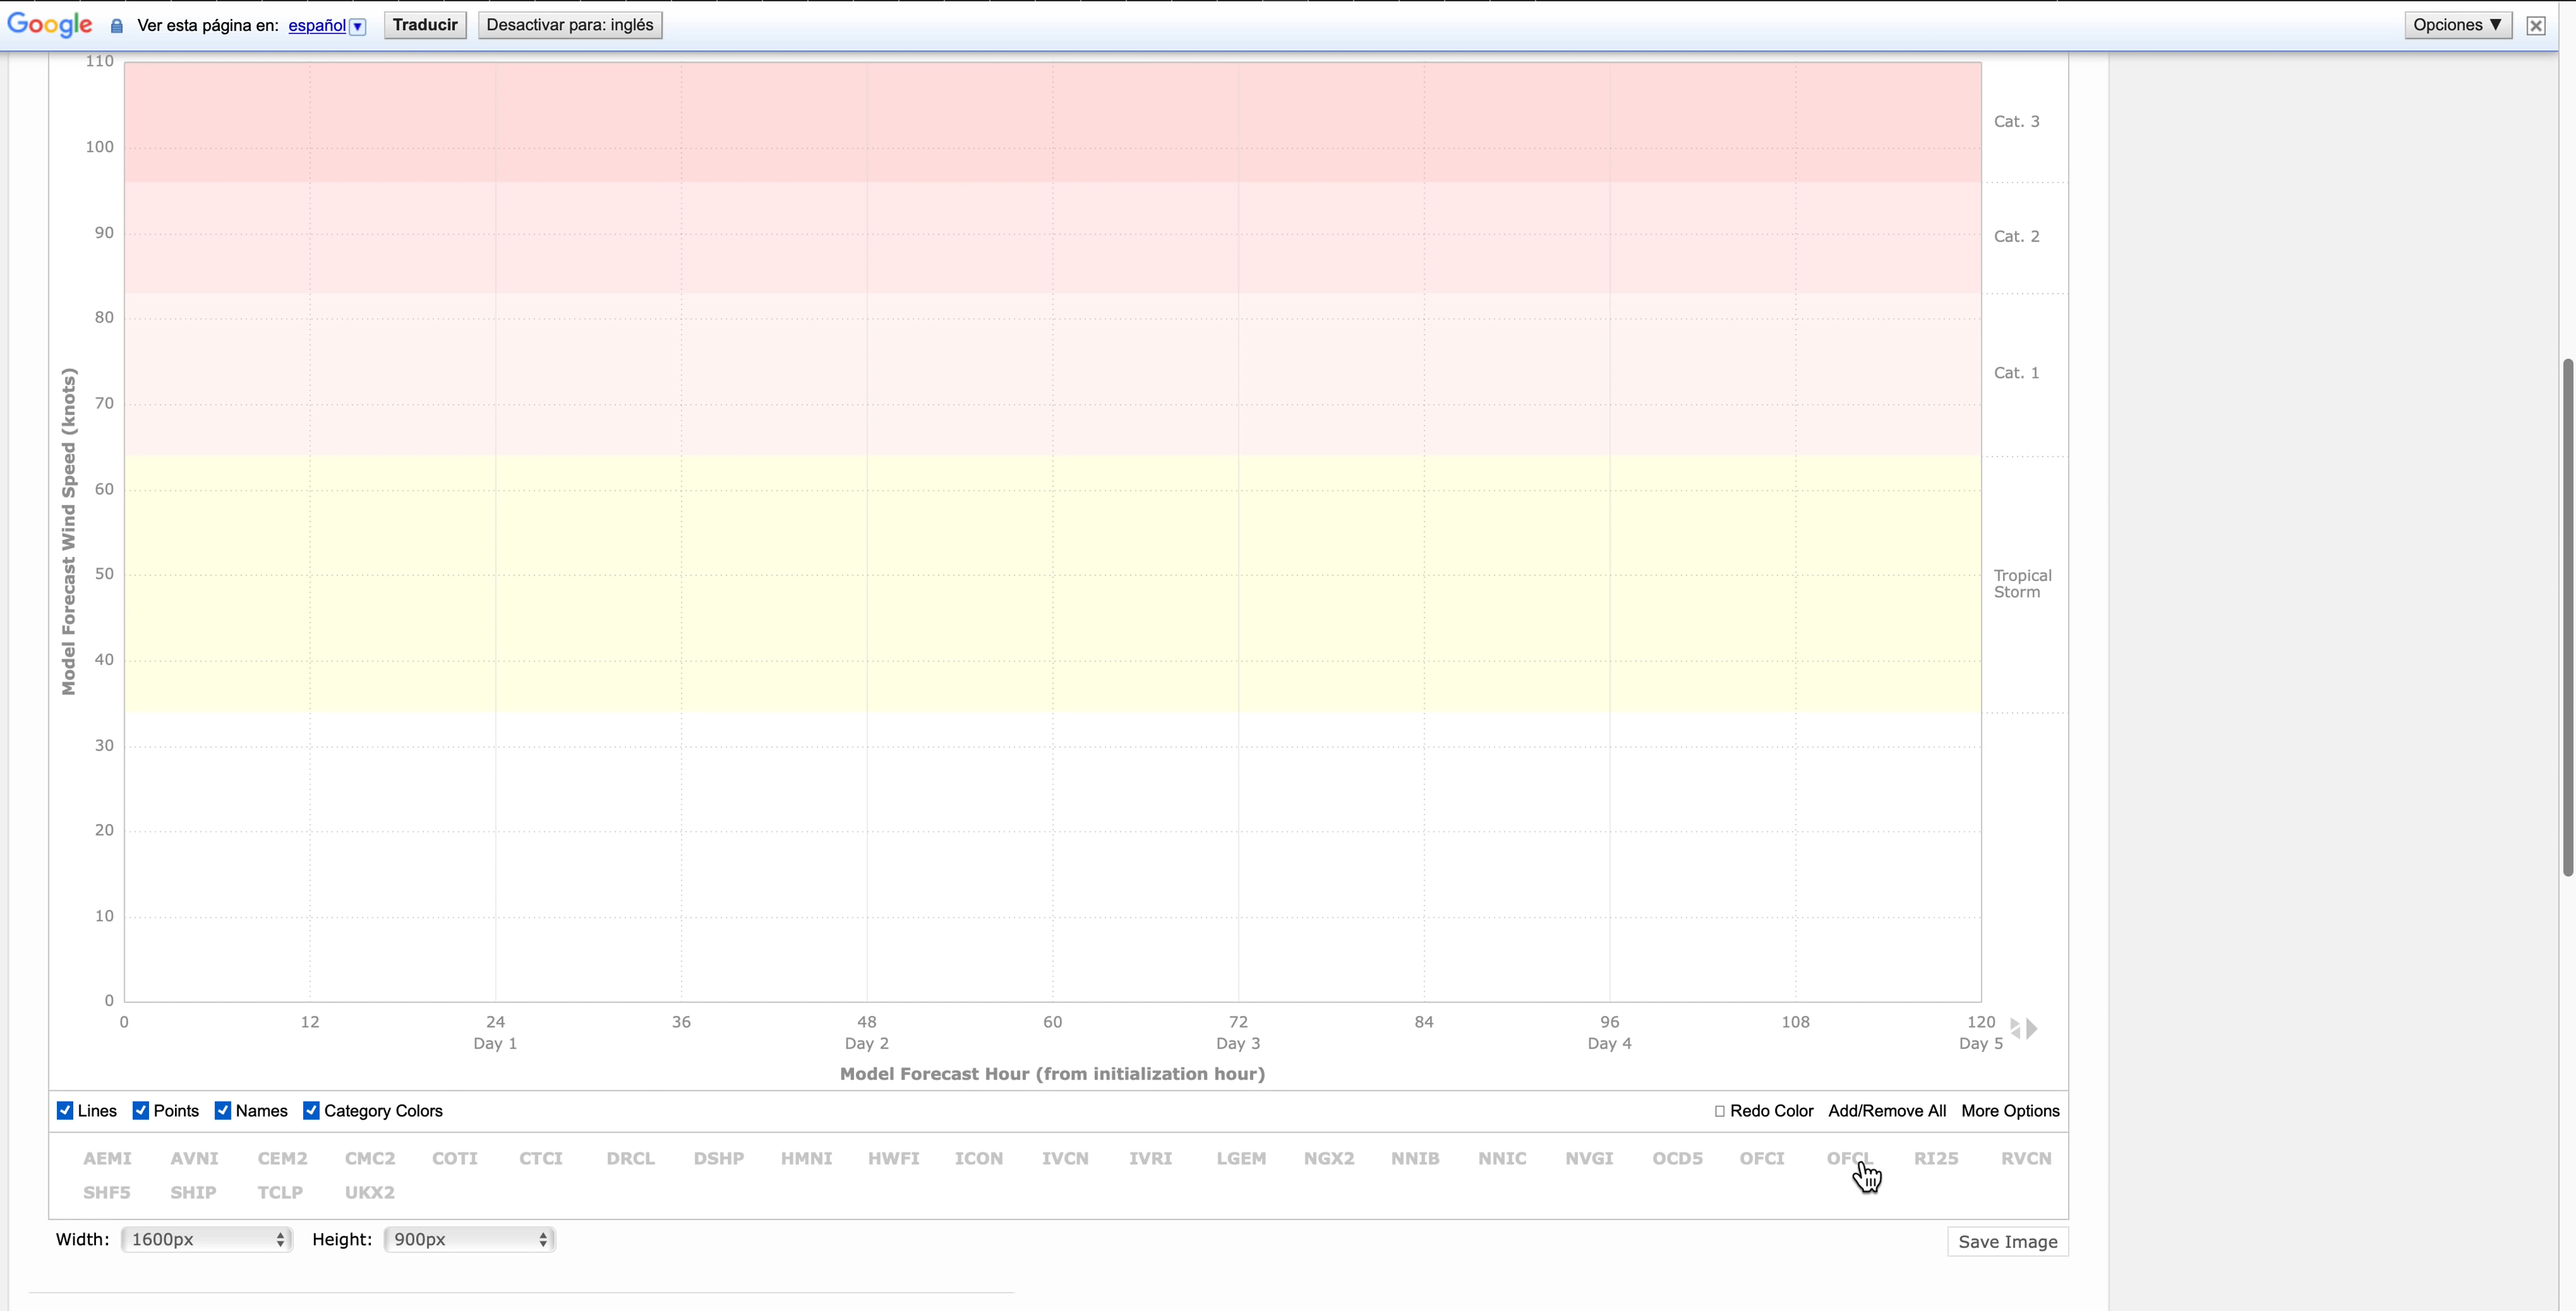 Google Ver esta página en: español Traducir Desactivar para: inglés Opciones ▼
110
Cat. 3
100
90
Cat. 2
80
Cat. 1
70
60
50
Tropical
Storm
40
30
20
10
0
Model Forecast Wind Speed (knots)
0 12 24 36 48 60 72 84 96 108 120
Day 1 Day 2 Day 3 Day 4 Day 5
Model Forecast Hour (from initialization hour)
Lines Points Names Category Colors Redo Color Add/Remove All More Options
AEMI AVNI CEM2 CMC2 COTI CTCI DRCL DSHP HMNI HWFI ICON IVCN IVRI LGEM NGX2 NNIB NNIC NVGI OCD5 OFCI OFCL RI25 RVCN
SHF5 SHIP TCLP UKX2
Width: 1600px Height: 900px Save Image